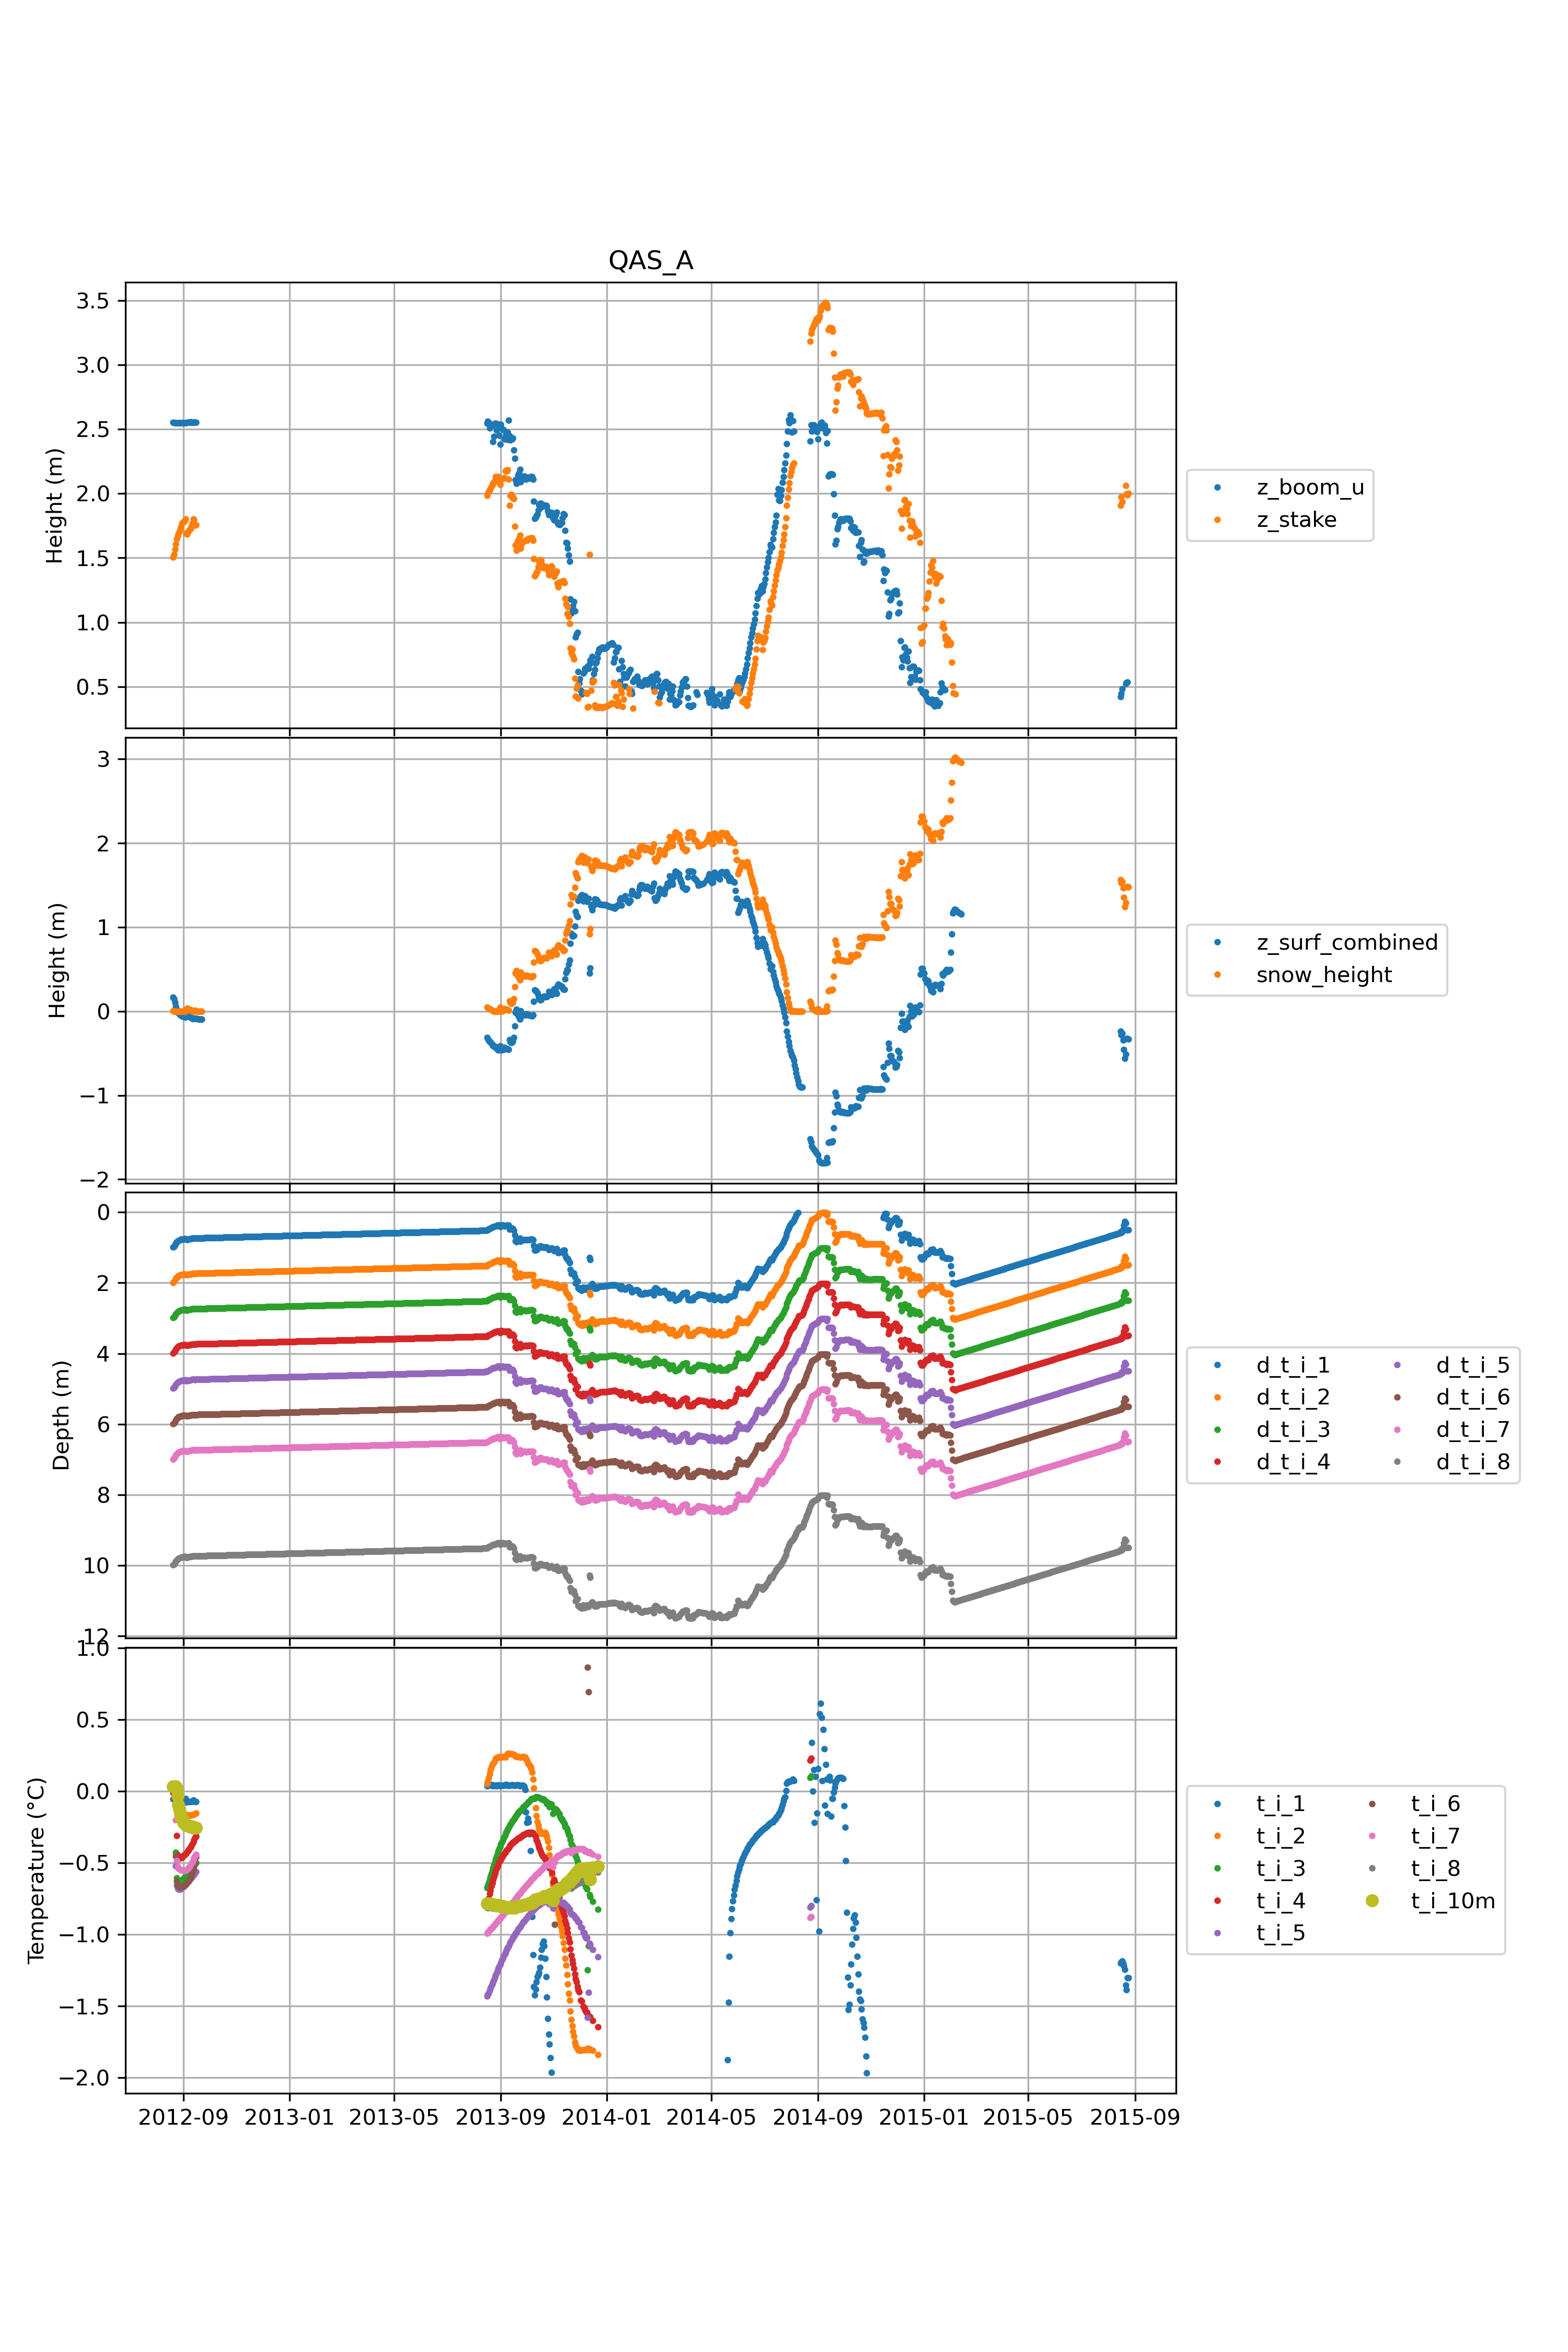 QAS_A
3.5
3.0
2.5
2.0
1.5
1.0
0.5
Height (m)
z_boom_u
z_stake
3
2
1
0
−1
−2
Height (m)
z_surf_combined
snow_height
0
2
4
6
8
10
12
Depth (m)
d_t_i_1
d_t_i_2
d_t_i_3
d_t_i_4
d_t_i_5
d_t_i_6
d_t_i_7
d_t_i_8
1.0
0.5
0.0
−0.5
−1.0
−1.5
−2.0
Temperature (°C)
t_i_1
t_i_2
t_i_3
t_i_4
t_i_5
t_i_6
t_i_7
t_i_8
t_i_10m
2012-09 2013-01 2013-05 2013-09 2014-01 2014-05 2014-09 2015-01 2015-05 2015-09